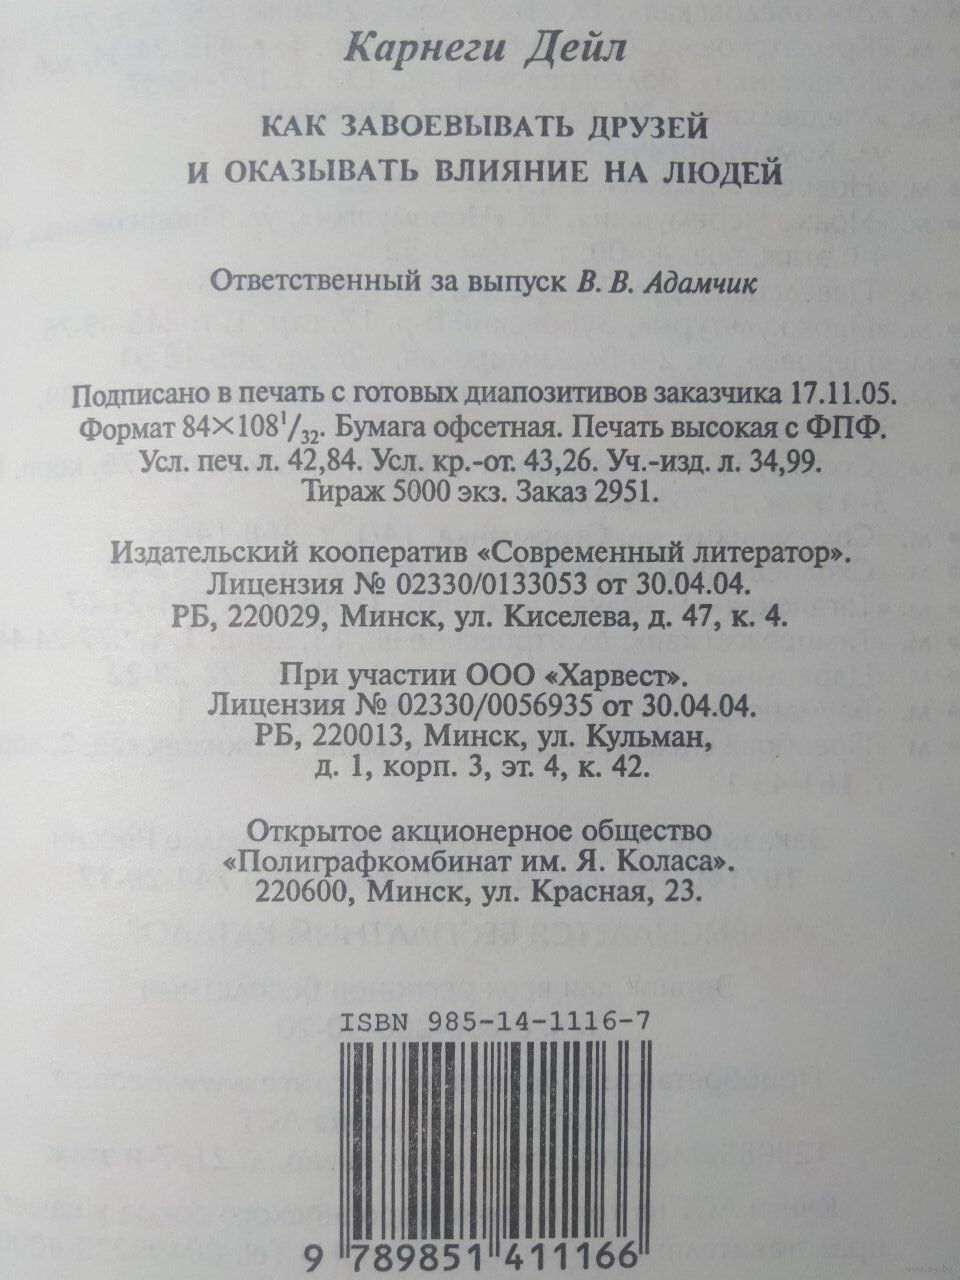 Карнеги Дейл
КАК ЗАВОЕВЫВАТЬ ДРУЗЕЙ
И ОКАЗЫВАТЬ ВЛИЯНИЕ НА ЛЮДЕЙ
Ответственный за выпуск В. В. Адамчик
Подписано в печать с готовых диапозитивов заказчика 17.11.05.
Формат 84×108 1/32. Бумага офсетная. Печать высокая с ФПФ.
Усл. печ. л. 42,84. Усл. кр.-от. 43,26. Уч.-изд. л. 34,99.
Тираж 5000 экз. Заказ 2951.
Издательский кооператив «Современный литератор».
Лицензия № 02330/0133053 от 30.04.04.
РБ, 220029, Минск, ул. Киселева, д. 47, к. 4.
При участии ООО «Харвест».
Лицензия № 02330/0056935 от 30.04.04.
РБ, 220013, Минск, ул. Кульман,
д. 1, корп. 3, эт. 4, к. 42.
Открытое акционерное общество
«Полиграфкомбинат им. Я. Коласа».
220600, Минск, ул. Красная, 23.
ISBN 985-14-1116-7
9 789851 411166
www.ay.by